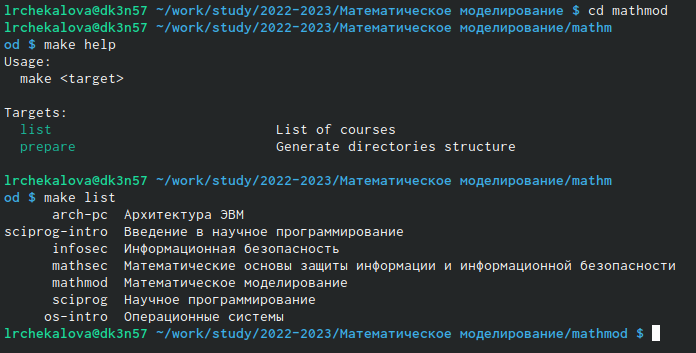 lrchekalova@dk3n57 ~/work/study/2022-2023/Математическое моделирование $ cd mathmod
lrchekalova@dk3n57 ~/work/study/2022-2023/Математическое моделирование/mathm
od $ make help
Usage:
  make <target>

Targets:
  list                            List of courses
  prepare                         Generate directories structure

lrchekalova@dk3n57 ~/work/study/2022-2023/Математическое моделирование/mathm
od $ make list
      arch-pc  Архитектура ЭВМ
sciprog-intro  Введение в научное программирование
      infosec  Информационная безопасность
      mathsec  Математические основы защиты информации и информационной безопасности
      mathmod  Математическое моделирование
      sciprog  Научное программирование
     os-intro  Операционные системы
lrchekalova@dk3n57 ~/work/study/2022-2023/Математическое моделирование/mathmod $